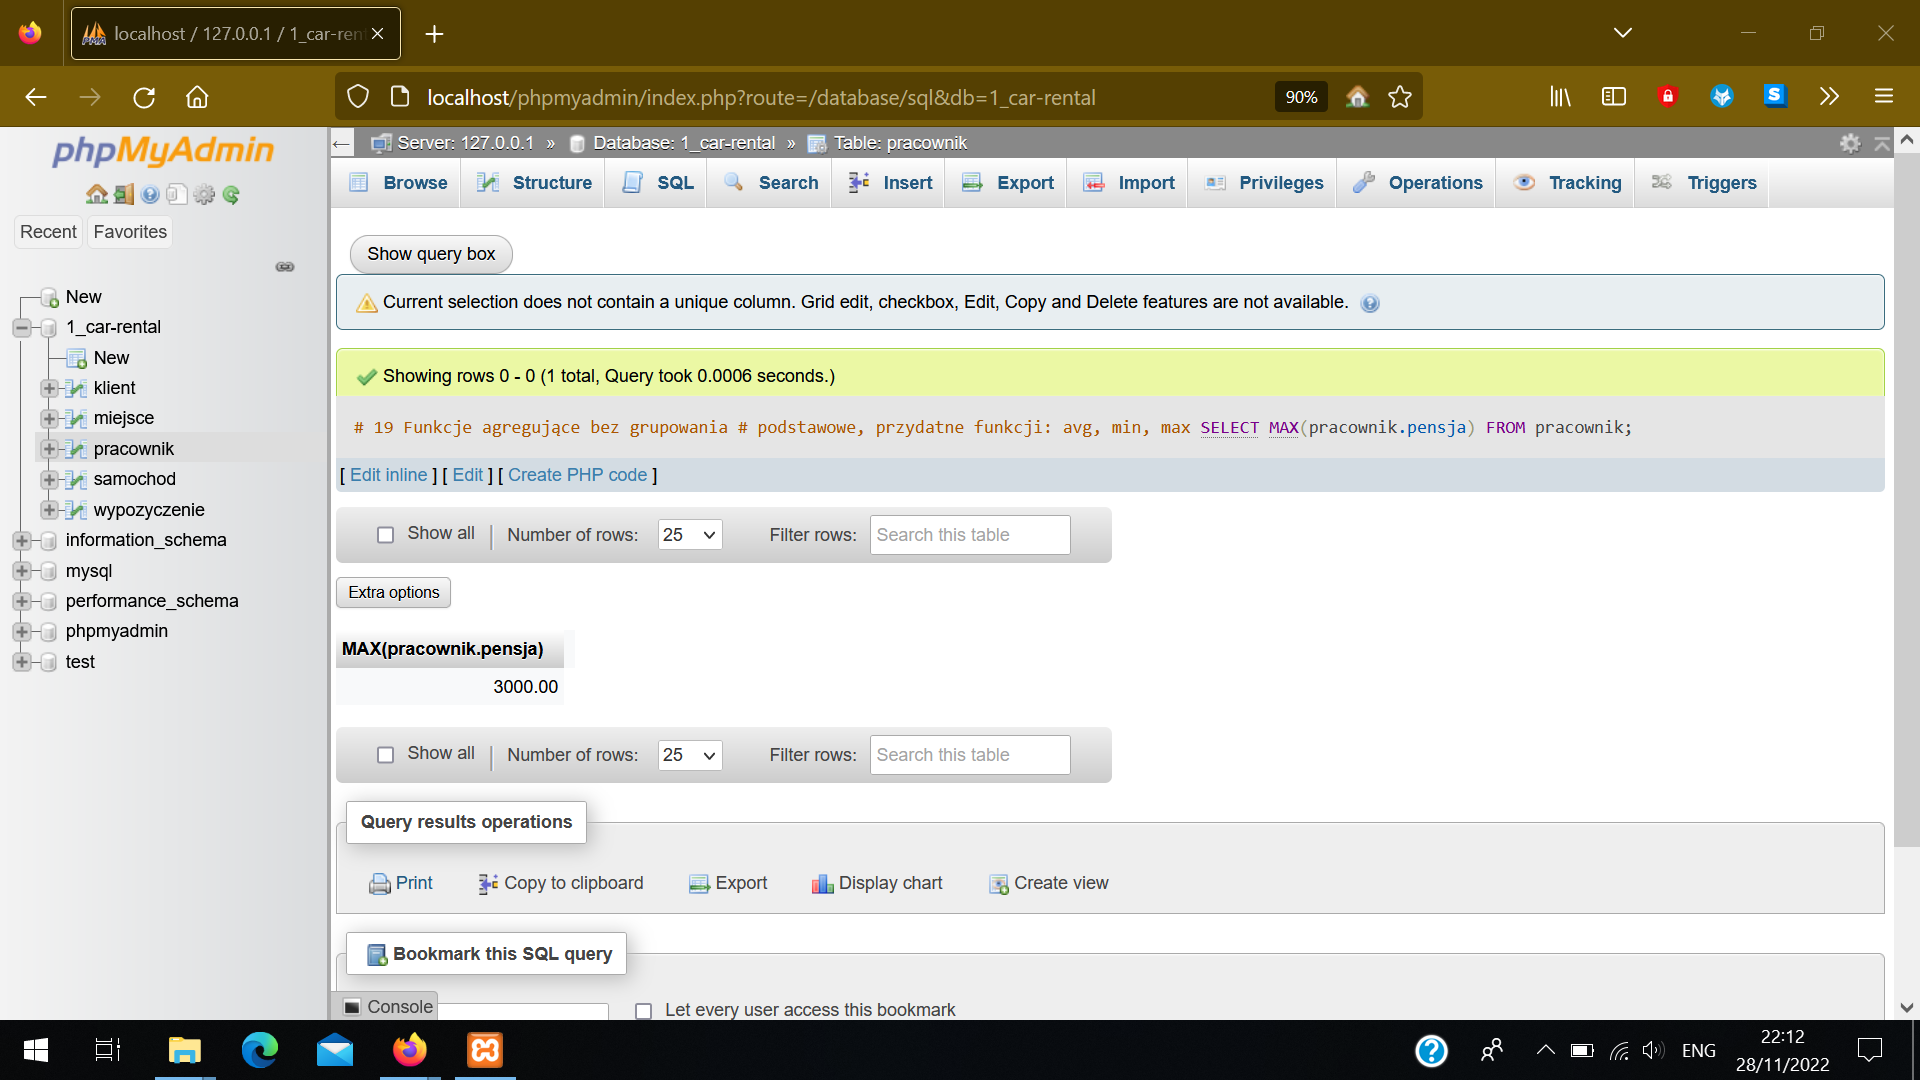 localhost / 127.0.0.1 / 1_car-ren
localhost/phpmyadmin/index.php?route=/database/sql&db=1_car-rental
90%
phpMyAdmin
Recent
Favorites
New
1_car-rental
New
klient
miejsce
pracownik
samochod
wypozyczenie
information_schema
mysql
performance_schema
phpmyadmin
test
Server: 127.0.0.1 » Database: 1_car-rental » Table: pracownik
Browse Structure SQL Search Insert Export Import Privileges Operations Tracking Triggers
Show query box
Current selection does not contain a unique column. Grid edit, checkbox, Edit, Copy and Delete features are not available.
Showing rows 0 - 0 (1 total, Query took 0.0006 seconds.)
# 19 Funkcje agregujące bez grupowania # podstawowe, przydatne funkcji: avg, min, max SELECT MAX(pracownik.pensja) FROM pracownik;
[ Edit inline ] [ Edit ] [ Create PHP code ]
Show all | Number of rows: 25 Filter rows: Search this table
Extra options
MAX(pracownik.pensja)
3000.00
Show all | Number of rows: 25 Filter rows: Search this table
Query results operations
Print Copy to clipboard Export Display chart Create view
Bookmark this SQL query
Console
Let every user access this bookmark
ENG
22:12
28/11/2022